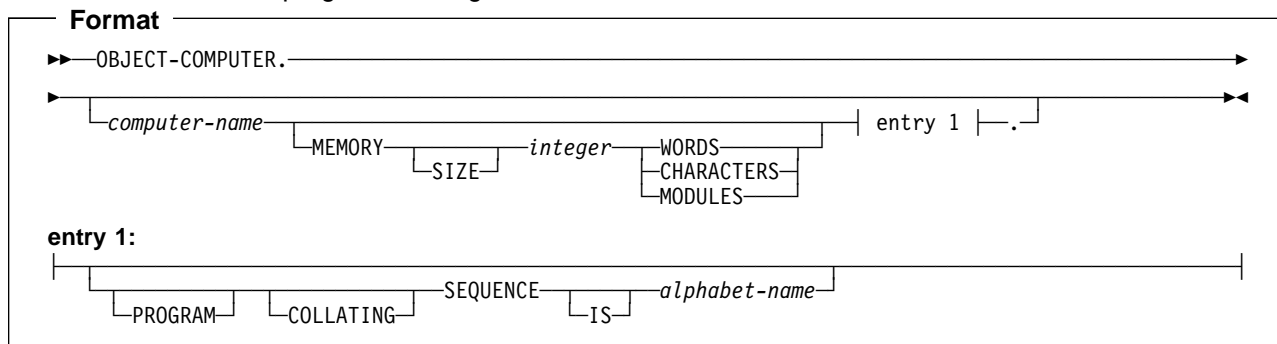 Format
OBJECT-COMPUTER.
computer-name entry 1 .
MEMORY integer WORDS
SIZE CHARACTERS
MODULES
entry 1:
SEQUENCE alphabet-name
PROGRAM COLLATING IS